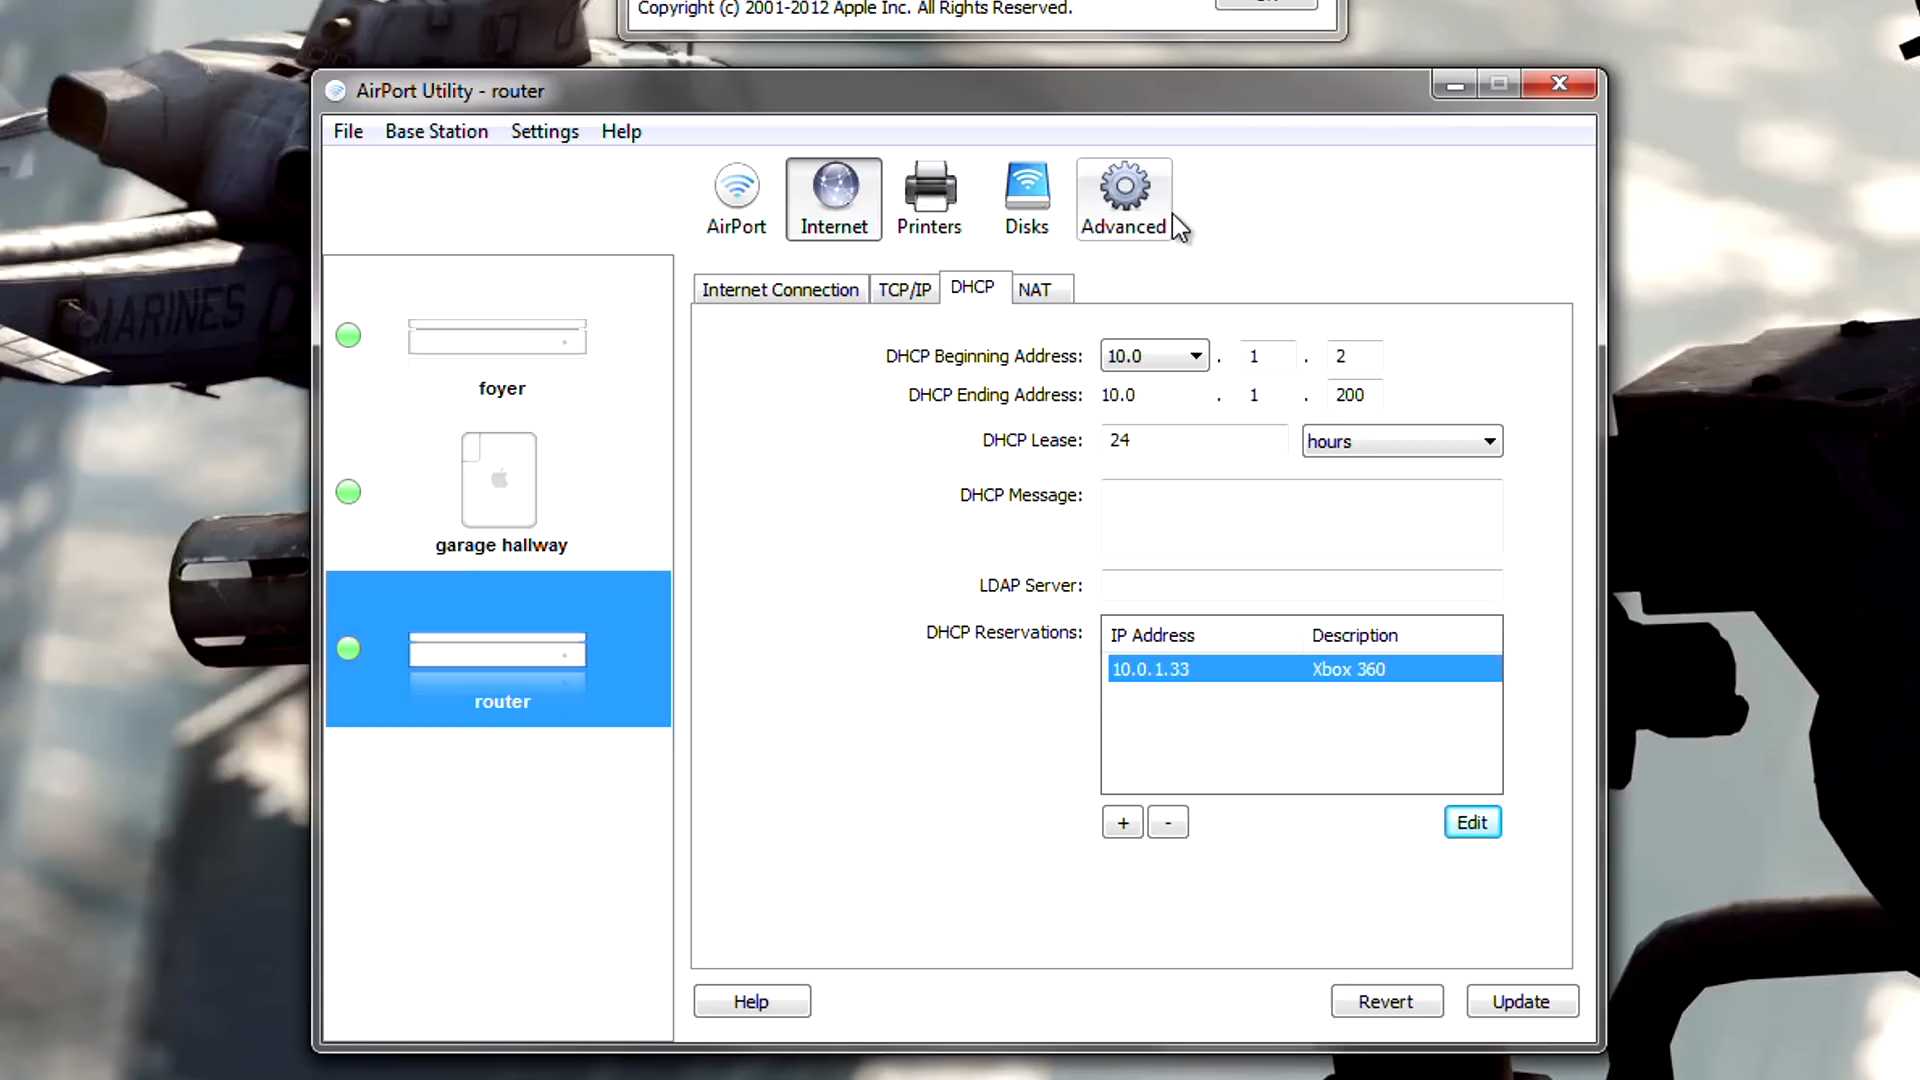 Copyright (c) 2001-2012 Apple Inc. All Rights Reserved.
AirPort Utility - router
File Base Station Settings Help
AirPort Internet Printers Disks Advanced
Internet Connection TCP/IP DHCP NAT
MARINES
foyer
garage hallway
router
DHCP Beginning Address: 10.0 . 1 . 2
DHCP Ending Address: 10.0 . 1 . 200
DHCP Lease: 24 hours
DHCP Message:
LDAP Server:
DHCP Reservations:
IP Address Description
10.0.1.33 Xbox 360
+ - Edit
Help Revert Update